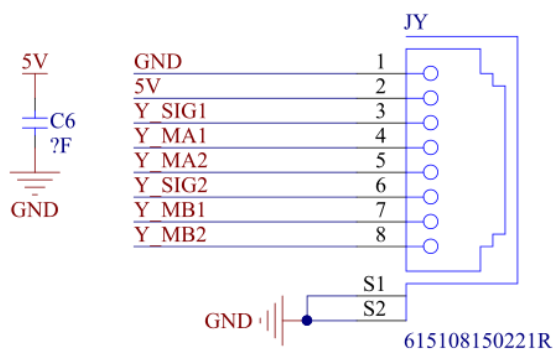 JY
5V
C6
?F
GND
GND 1
5V 2
Y_SIG1 3
Y_MA1 4
Y_MA2 5
Y_SIG2 6
Y_MB1 7
Y_MB2 8
S1
S2
GND
615108150221R